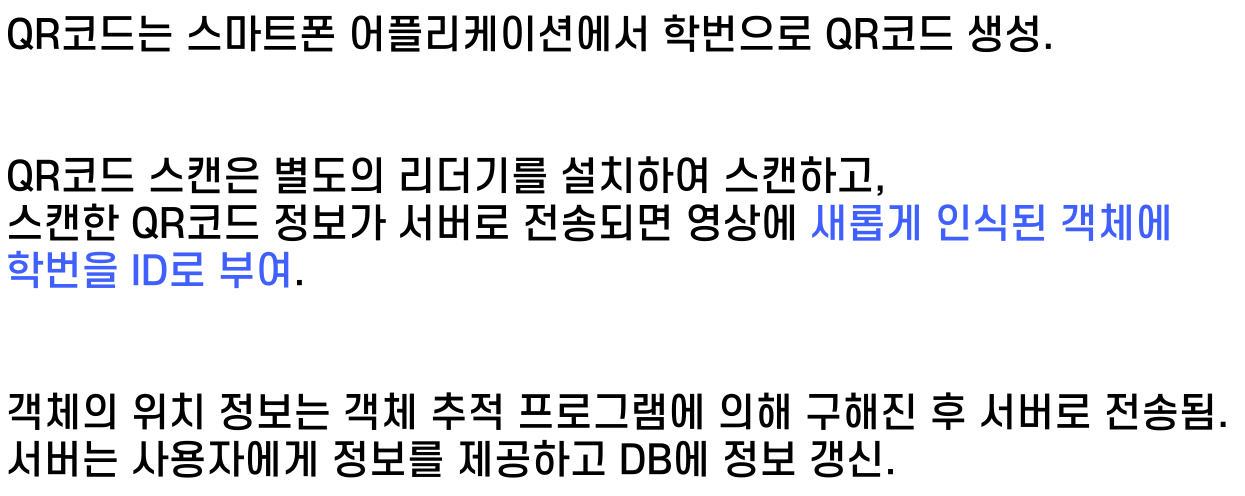 QR코드는 스마트폰 어플리케이션에서 학번으로 QR코드 생성.
QR코드 스캔은 별도의 리더기를 설치하여 스캔하고,
스캔한 QR코드 정보가 서버로 전송되면 영상에 새롭게 인식된 객체에
학번을 ID로 부여.
객체의 위치 정보는 객체 추적 프로그램에 의해 구해진 후 서버로 전송됨.
서버는 사용자에게 정보를 제공하고 DB에 정보 갱신.